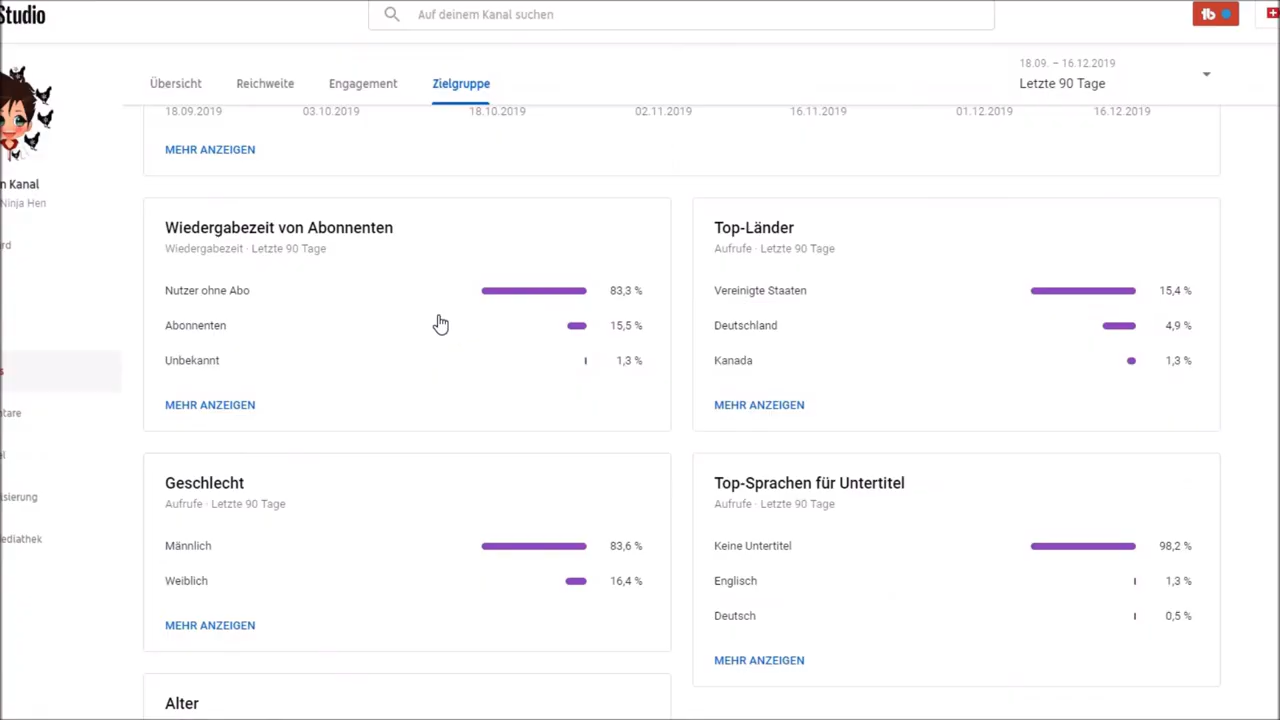 Studio
Auf deinem Kanal suchen
tb
Übersicht
Reichweite
Engagement
Zielgruppe
18.09. – 16.12.2019
Letzte 90 Tage
18.09.2019
03.10.2019
18.10.2019
02.11.2019
16.11.2019
01.12.2019
16.12.2019
MEHR ANZEIGEN
n Kanal
Ninja Hen
rd
s
ntare
el
isierung
ediathek
Wiedergabezeit von Abonnenten
Wiedergabezeit · Letzte 90 Tage
Nutzer ohne Abo 83,3 %
Abonnenten 15,5 %
Unbekannt 1,3 %
MEHR ANZEIGEN
Top-Länder
Aufrufe · Letzte 90 Tage
Vereinigte Staaten 15,4 %
Deutschland 4,9 %
Kanada 1,3 %
MEHR ANZEIGEN
Geschlecht
Aufrufe · Letzte 90 Tage
Männlich 83,6 %
Weiblich 16,4 %
MEHR ANZEIGEN
Top-Sprachen für Untertitel
Aufrufe · Letzte 90 Tage
Keine Untertitel 98,2 %
Englisch 1,3 %
Deutsch 0,5 %
MEHR ANZEIGEN
Alter